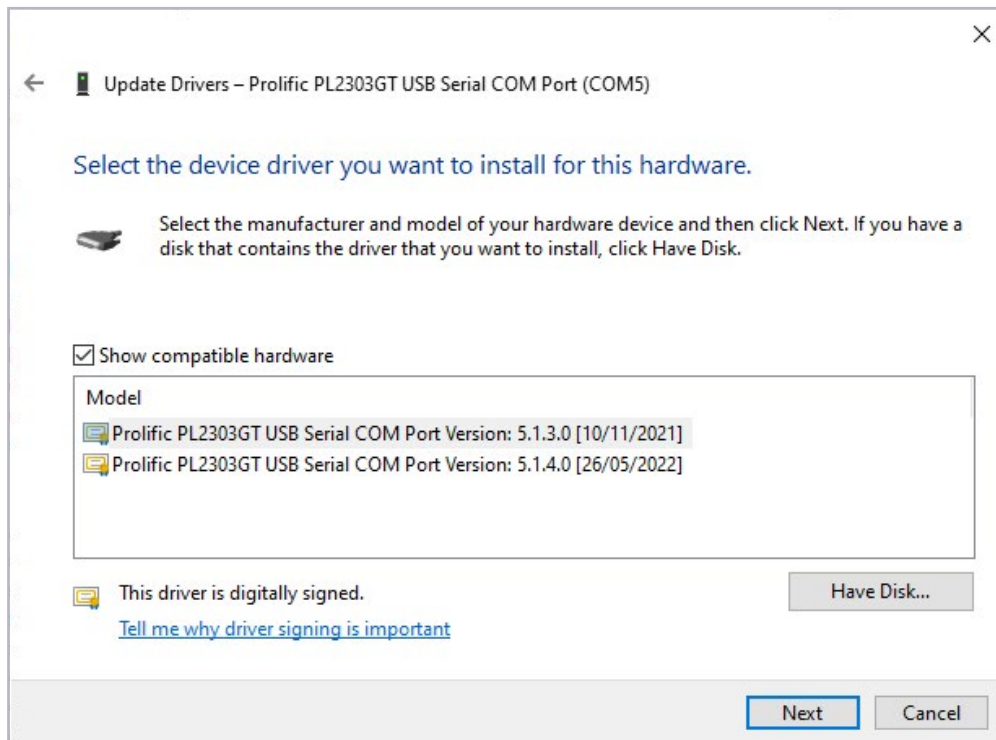 Update Drivers – Prolific PL2303GT USB Serial COM Port (COM5)
Select the device driver you want to install for this hardware.
Select the manufacturer and model of your hardware device and then click Next. If you have a
disk that contains the driver that you want to install, click Have Disk.
Show compatible hardware
Model
Prolific PL2303GT USB Serial COM Port Version: 5.1.3.0 [10/11/2021]
Prolific PL2303GT USB Serial COM Port Version: 5.1.4.0 [26/05/2022]
This driver is digitally signed.
Have Disk...
Tell me why driver signing is important
Next
Cancel